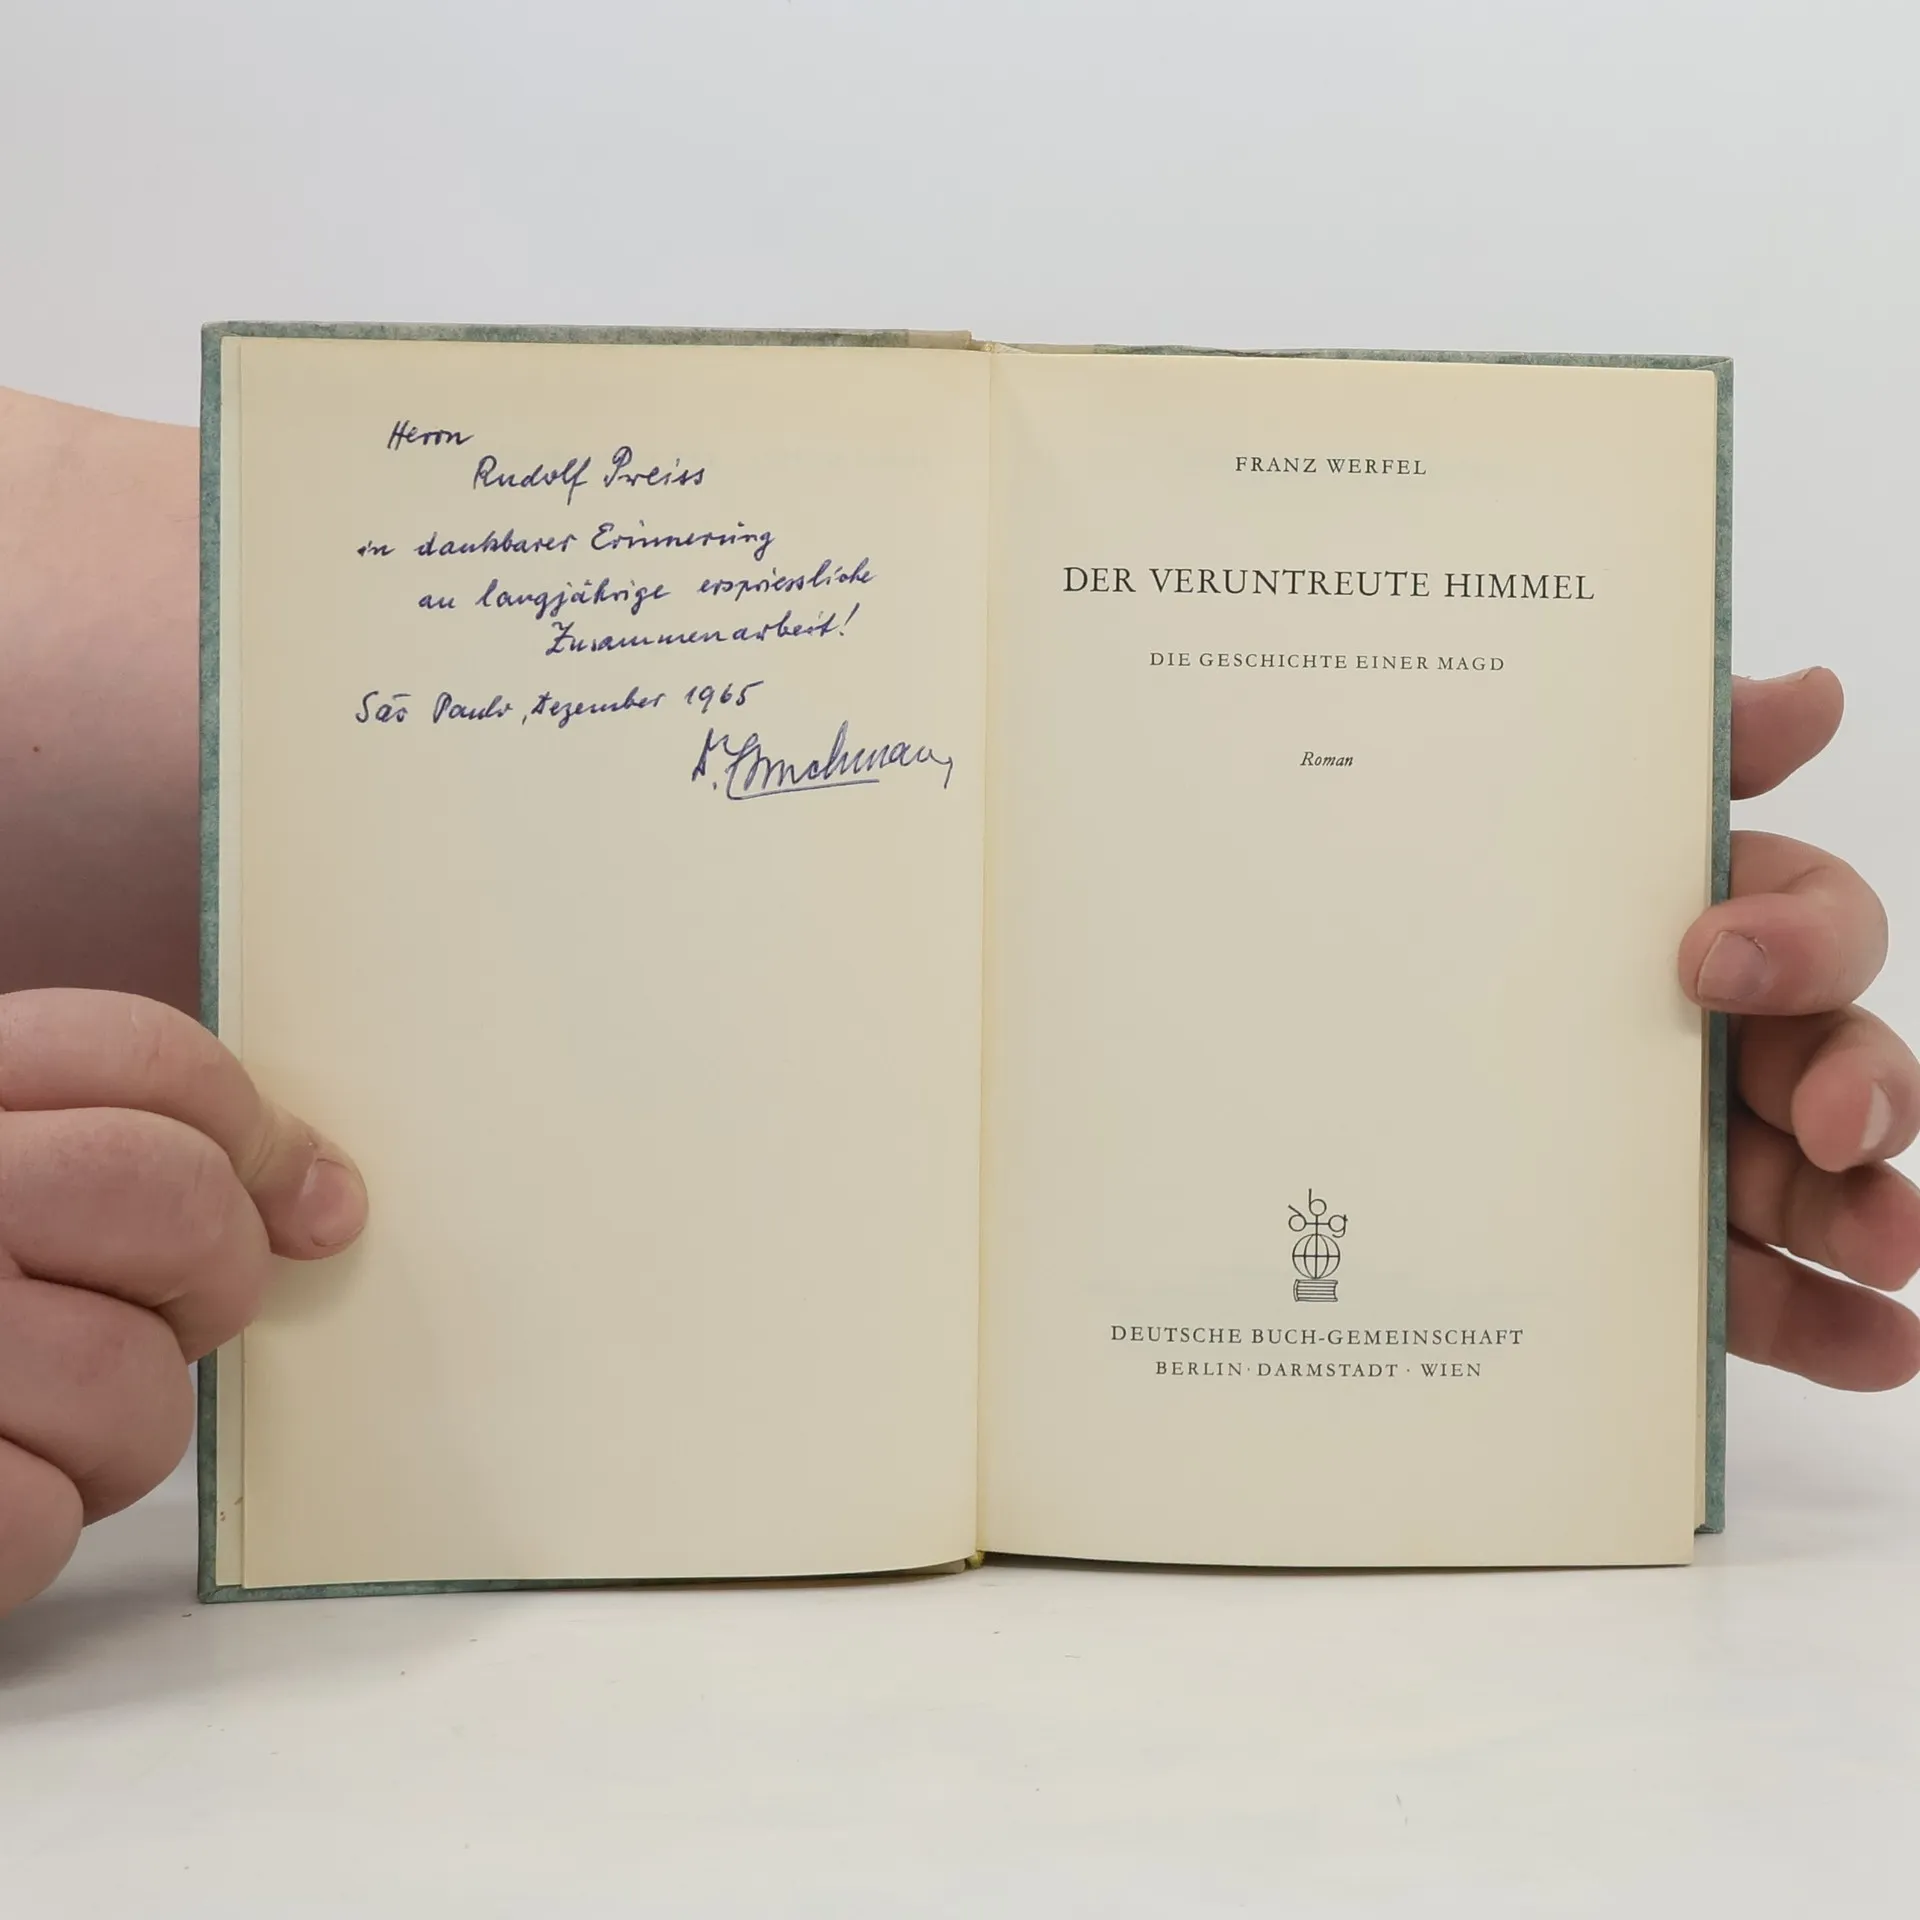 Herrn
Rudolf Preiss
in dankbarer Erinnerung
an langjährige erspriessliche
Zusammenarbeit!
São Paulo, Dezember 1965
Dr.
FRANZ WERFEL
DER VERUNTREUTE HIMMEL
DIE GESCHICHTE EINER MAGD
Roman
dbg
DEUTSCHE BUCH-GEMEINSCHAFT
BERLIN · DARMSTADT · WIEN